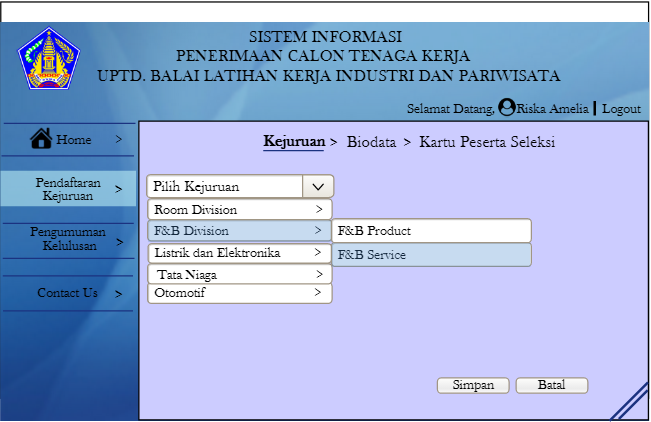 SISTEM INFORMASI
PENERIMAAN CALON TENAGA KERJA
UPTD. BALAI LATIHAN KERJA INDUSTRI DAN PARIWISATA
Selamat Datang, Riska Amelia | Logout
Home >
Pendaftaran Kejuruan >
Pengumuman Kelulusan >
Contact Us >
Kejuruan > Biodata > Kartu Peserta Seleksi
Pilih Kejuruan
Room Division >
F&B Division >
F&B Product
Listrik dan Elektronika >
F&B Service
Tata Niaga >
Otomotif >
Simpan
Batal